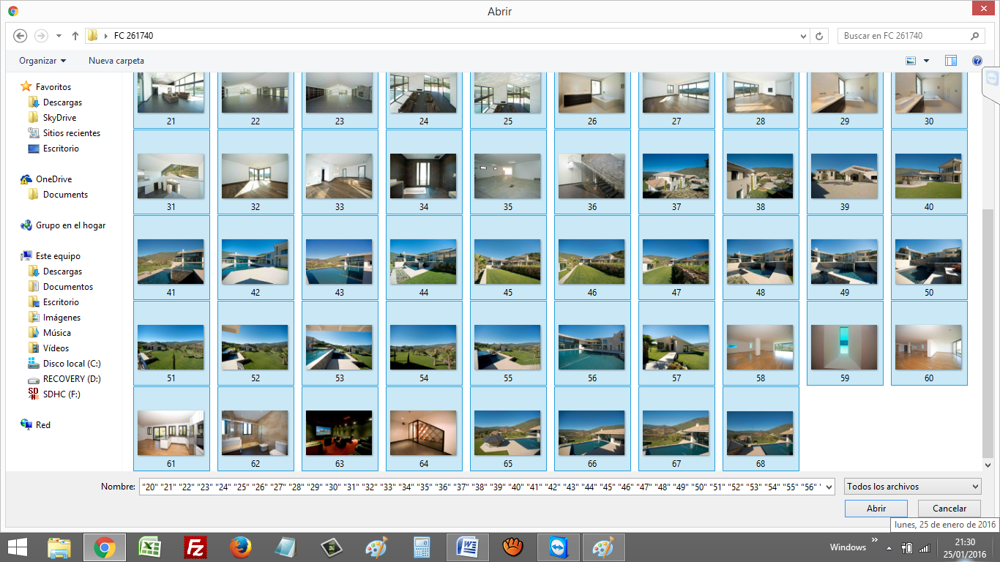 Abrir
FC 261740
Buscar en FC 261740
Organizar
Nueva carpeta
Favoritos
Descargas
SkyDrive
Sitios recientes
Escritorio
OneDrive
Documents
Grupo en el hogar
Este equipo
Descargas
Documentos
Escritorio
Imágenes
Música
Vídeos
Disco local (C:)
RECOVERY (D:)
SDHC (F:)
Red
21 22 23 24 25 26 27 28 29 30
31 32 33 34 35 36 37 38 39 40
41 42 43 44 45 46 47 48 49 50
51 52 53 54 55 56 57 58 59 60
61 62 63 64 65 66 67 68
Nombre: "20" "21" "22" "23" "24" "25" "26" "27" "28" "29" "30" "31" "32" "33" "34" "35" "36" "37" "38" "39" "40" "41" "42" "43" "44" "45" "46" "47" "48" "49" "50" "51" "52" "53" "54" "55" "56" "
Todos los archivos
Abrir
Cancelar
lunes, 25 de enero de 2016
Windows
21:30
25/01/2016